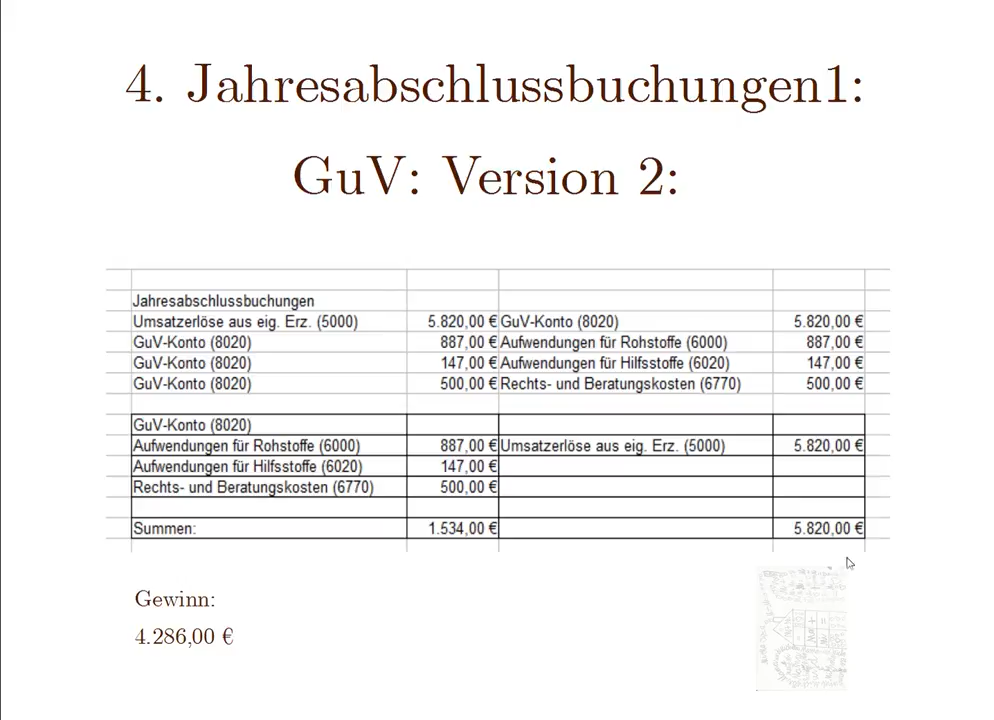 4. Jahresabschlussbuchungen1:
GuV: Version 2:
Jahresabschlussbuchungen
Umsatzerlöse aus eig. Erz. (5000) 5.820,00 € GuV-Konto (8020) 5.820,00 €
GuV-Konto (8020) 887,00 € Aufwendungen für Rohstoffe (6000) 887,00 €
GuV-Konto (8020) 147,00 € Aufwendungen für Hilfsstoffe (6020) 147,00 €
GuV-Konto (8020) 500,00 € Rechts- und Beratungskosten (6770) 500,00 €
GuV-Konto (8020)
Aufwendungen für Rohstoffe (6000) 887,00 € Umsatzerlöse aus eig. Erz. (5000) 5.820,00 €
Aufwendungen für Hilfsstoffe (6020) 147,00 €
Rechts- und Beratungskosten (6770) 500,00 €
Summen: 1.534,00 € 5.820,00 €
Gewinn:
4.286,00 €